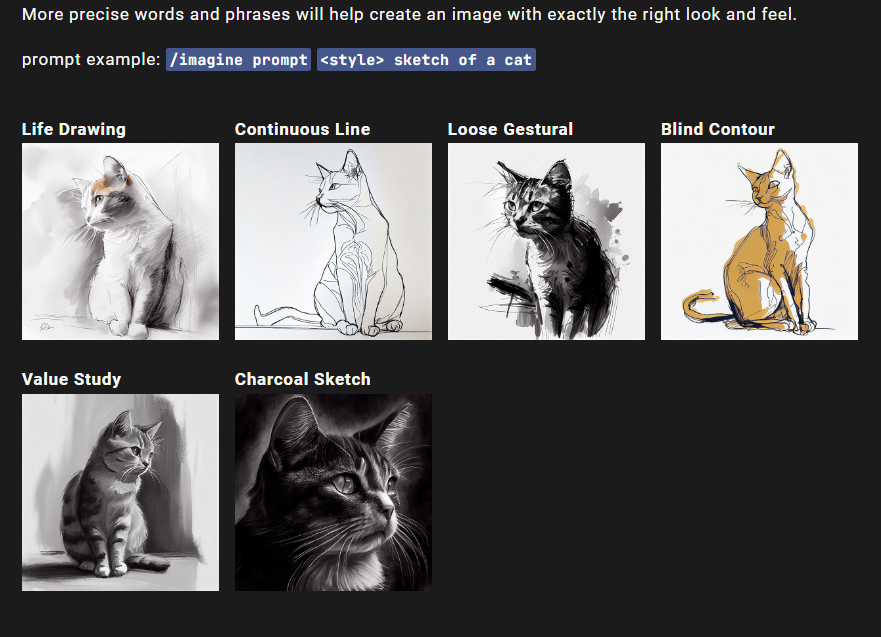 More precise words and phrases will help create an image with exactly the right look and feel.
prompt example: /imagine prompt <style> sketch of a cat
Life Drawing
Continuous Line
Loose Gestural
Blind Contour
Value Study
Charcoal Sketch